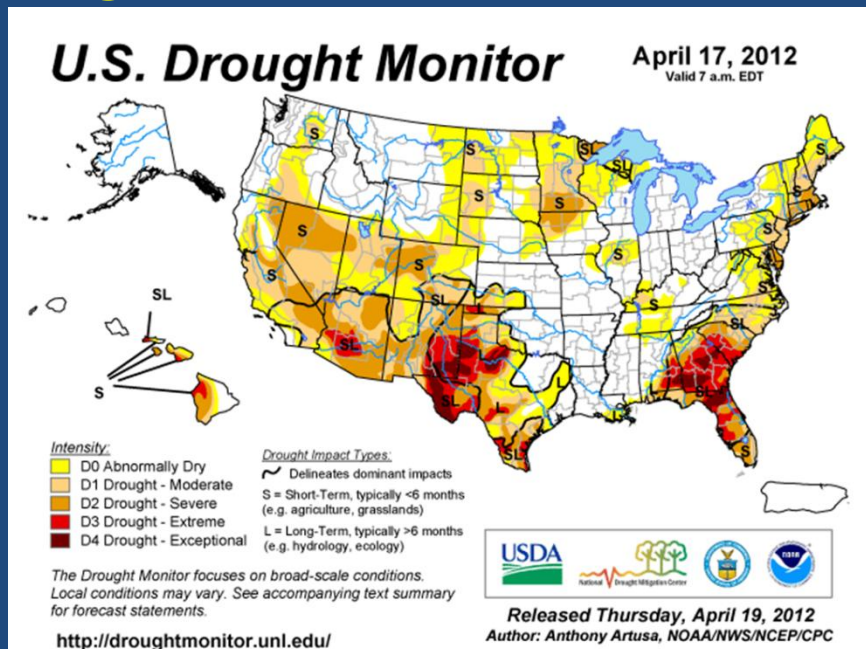 U.S. Drought Monitor
April 17, 2012
Valid 7 a.m. EDT
S
S
S
SL
SL
S
S
S
S
S
S
S
S
S
S
S
SL
S
SL
L
SL
SL
L
L
SL
L
L
L
SL
S
SL
SL
S
Intensity:
D0 Abnormally Dry
D1 Drought - Moderate
D2 Drought - Severe
D3 Drought - Extreme
D4 Drought - Exceptional
Drought Impact Types:
Delineates dominant impacts
S = Short-Term, typically <6 months
(e.g. agriculture, grasslands)
L = Long-Term, typically >6 months
(e.g. hydrology, ecology)
The Drought Monitor focuses on broad-scale conditions.
Local conditions may vary. See accompanying text summary
for forecast statements.
http://droughtmonitor.unl.edu/
USDA
National Drought Mitigation Center
NOAA
Released Thursday, April 19, 2012
Author: Anthony Artusa, NOAA/NWS/NCEP/CPC